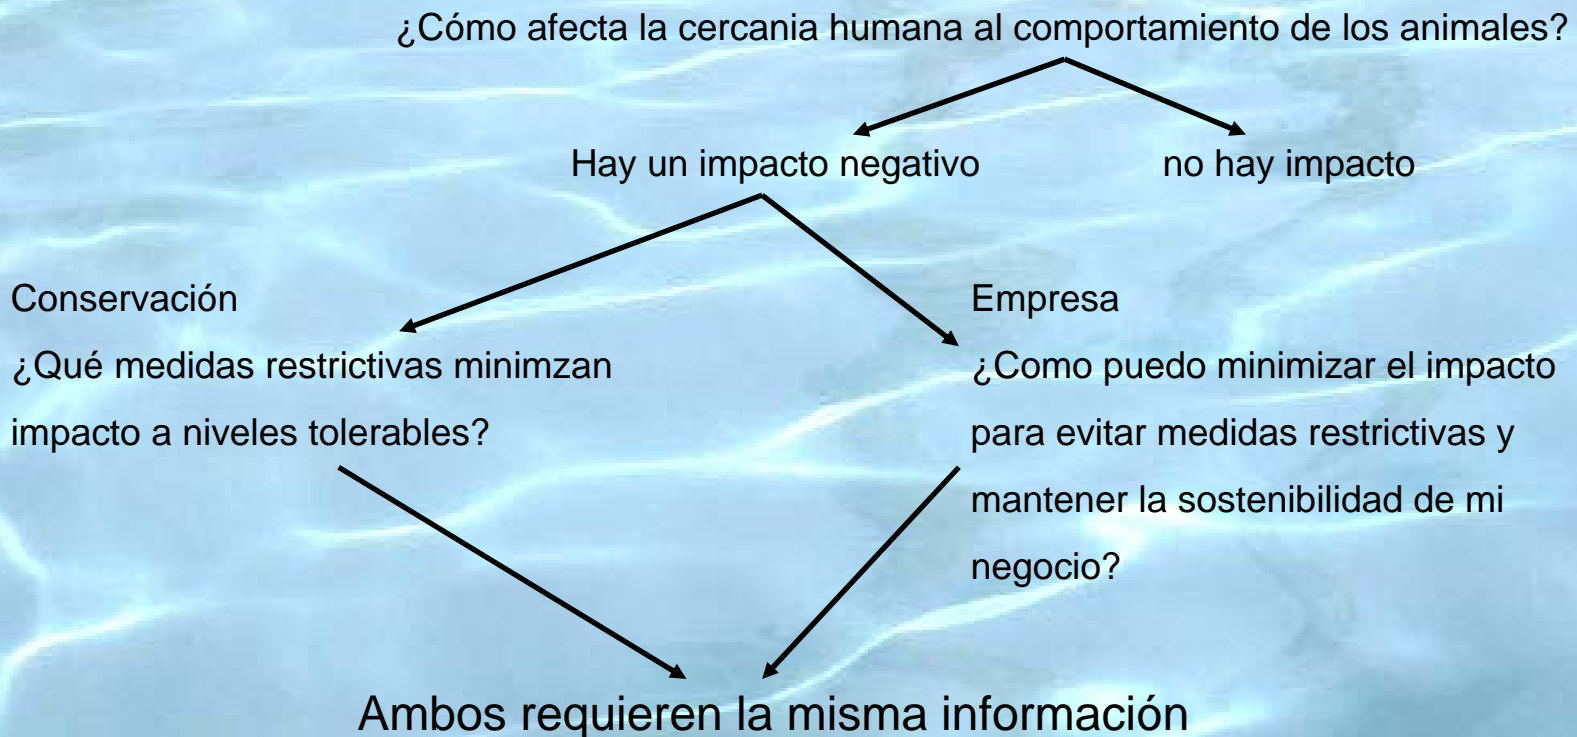 ¿Cómo afecta la cercania humana al comportamiento de los animales?
Hay un impacto negativo
no hay impacto
Conservación
¿Qué medidas restrictivas minimzan
impacto a niveles tolerables?
Empresa
¿Como puedo minimizar el impacto
para evitar medidas restrictivas y
mantener la sostenibilidad de mi
negocio?
Ambos requieren la misma información